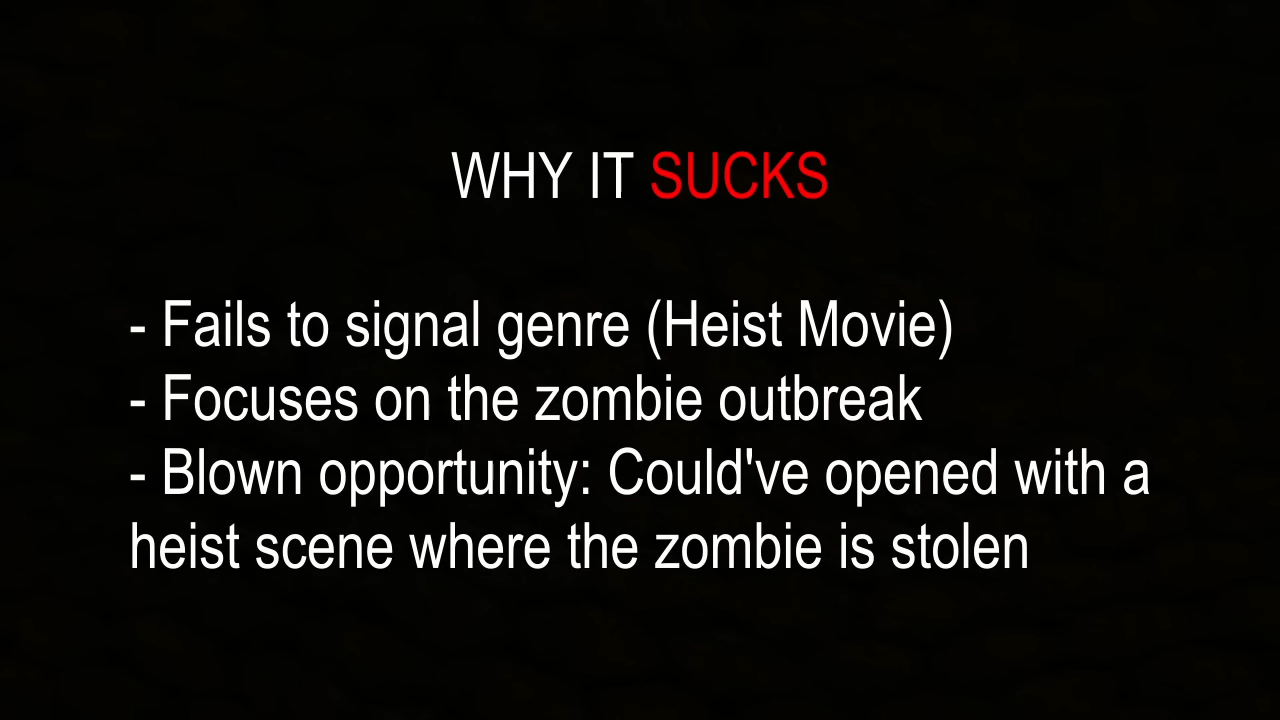 WHY IT SUCKS
- Fails to signal genre (Heist Movie)
- Focuses on the zombie outbreak
- Blown opportunity: Could've opened with a
heist scene where the zombie is stolen